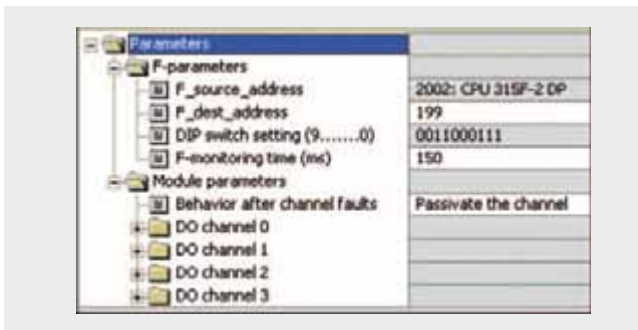 Parameters
F-parameters
F_source_address 2002: CPU 315F-2 DP
F_dest_address 199
DIP switch setting (9.......0) 0011000111
F-monitoring time (ms) 150
Module parameters
Behavior after channel faults Passivate the channel
DO channel 0
DO channel 1
DO channel 2
DO channel 3